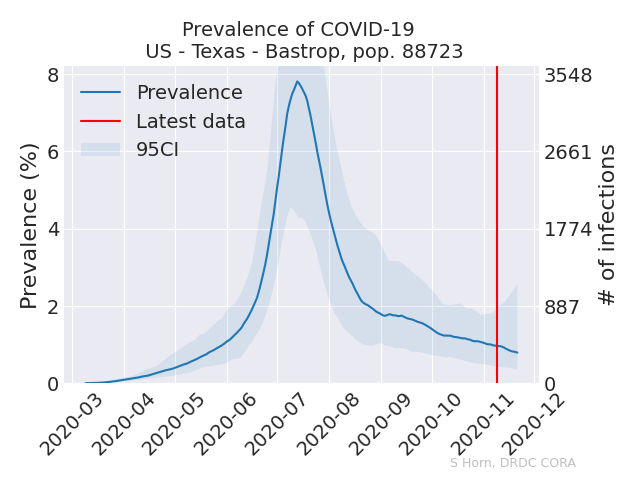 Prevalence of COVID-19
US - Texas - Bastrop, pop. 88723
Prevalence
Latest data
95CI
Prevalence (%)
8
6
4
2
0
3548
2661
1774
887
0
# of infections
2020-03
2020-04
2020-05
2020-06
2020-07
2020-08
2020-09
2020-10
2020-11
2020-12
S Horn, DRDC CORA